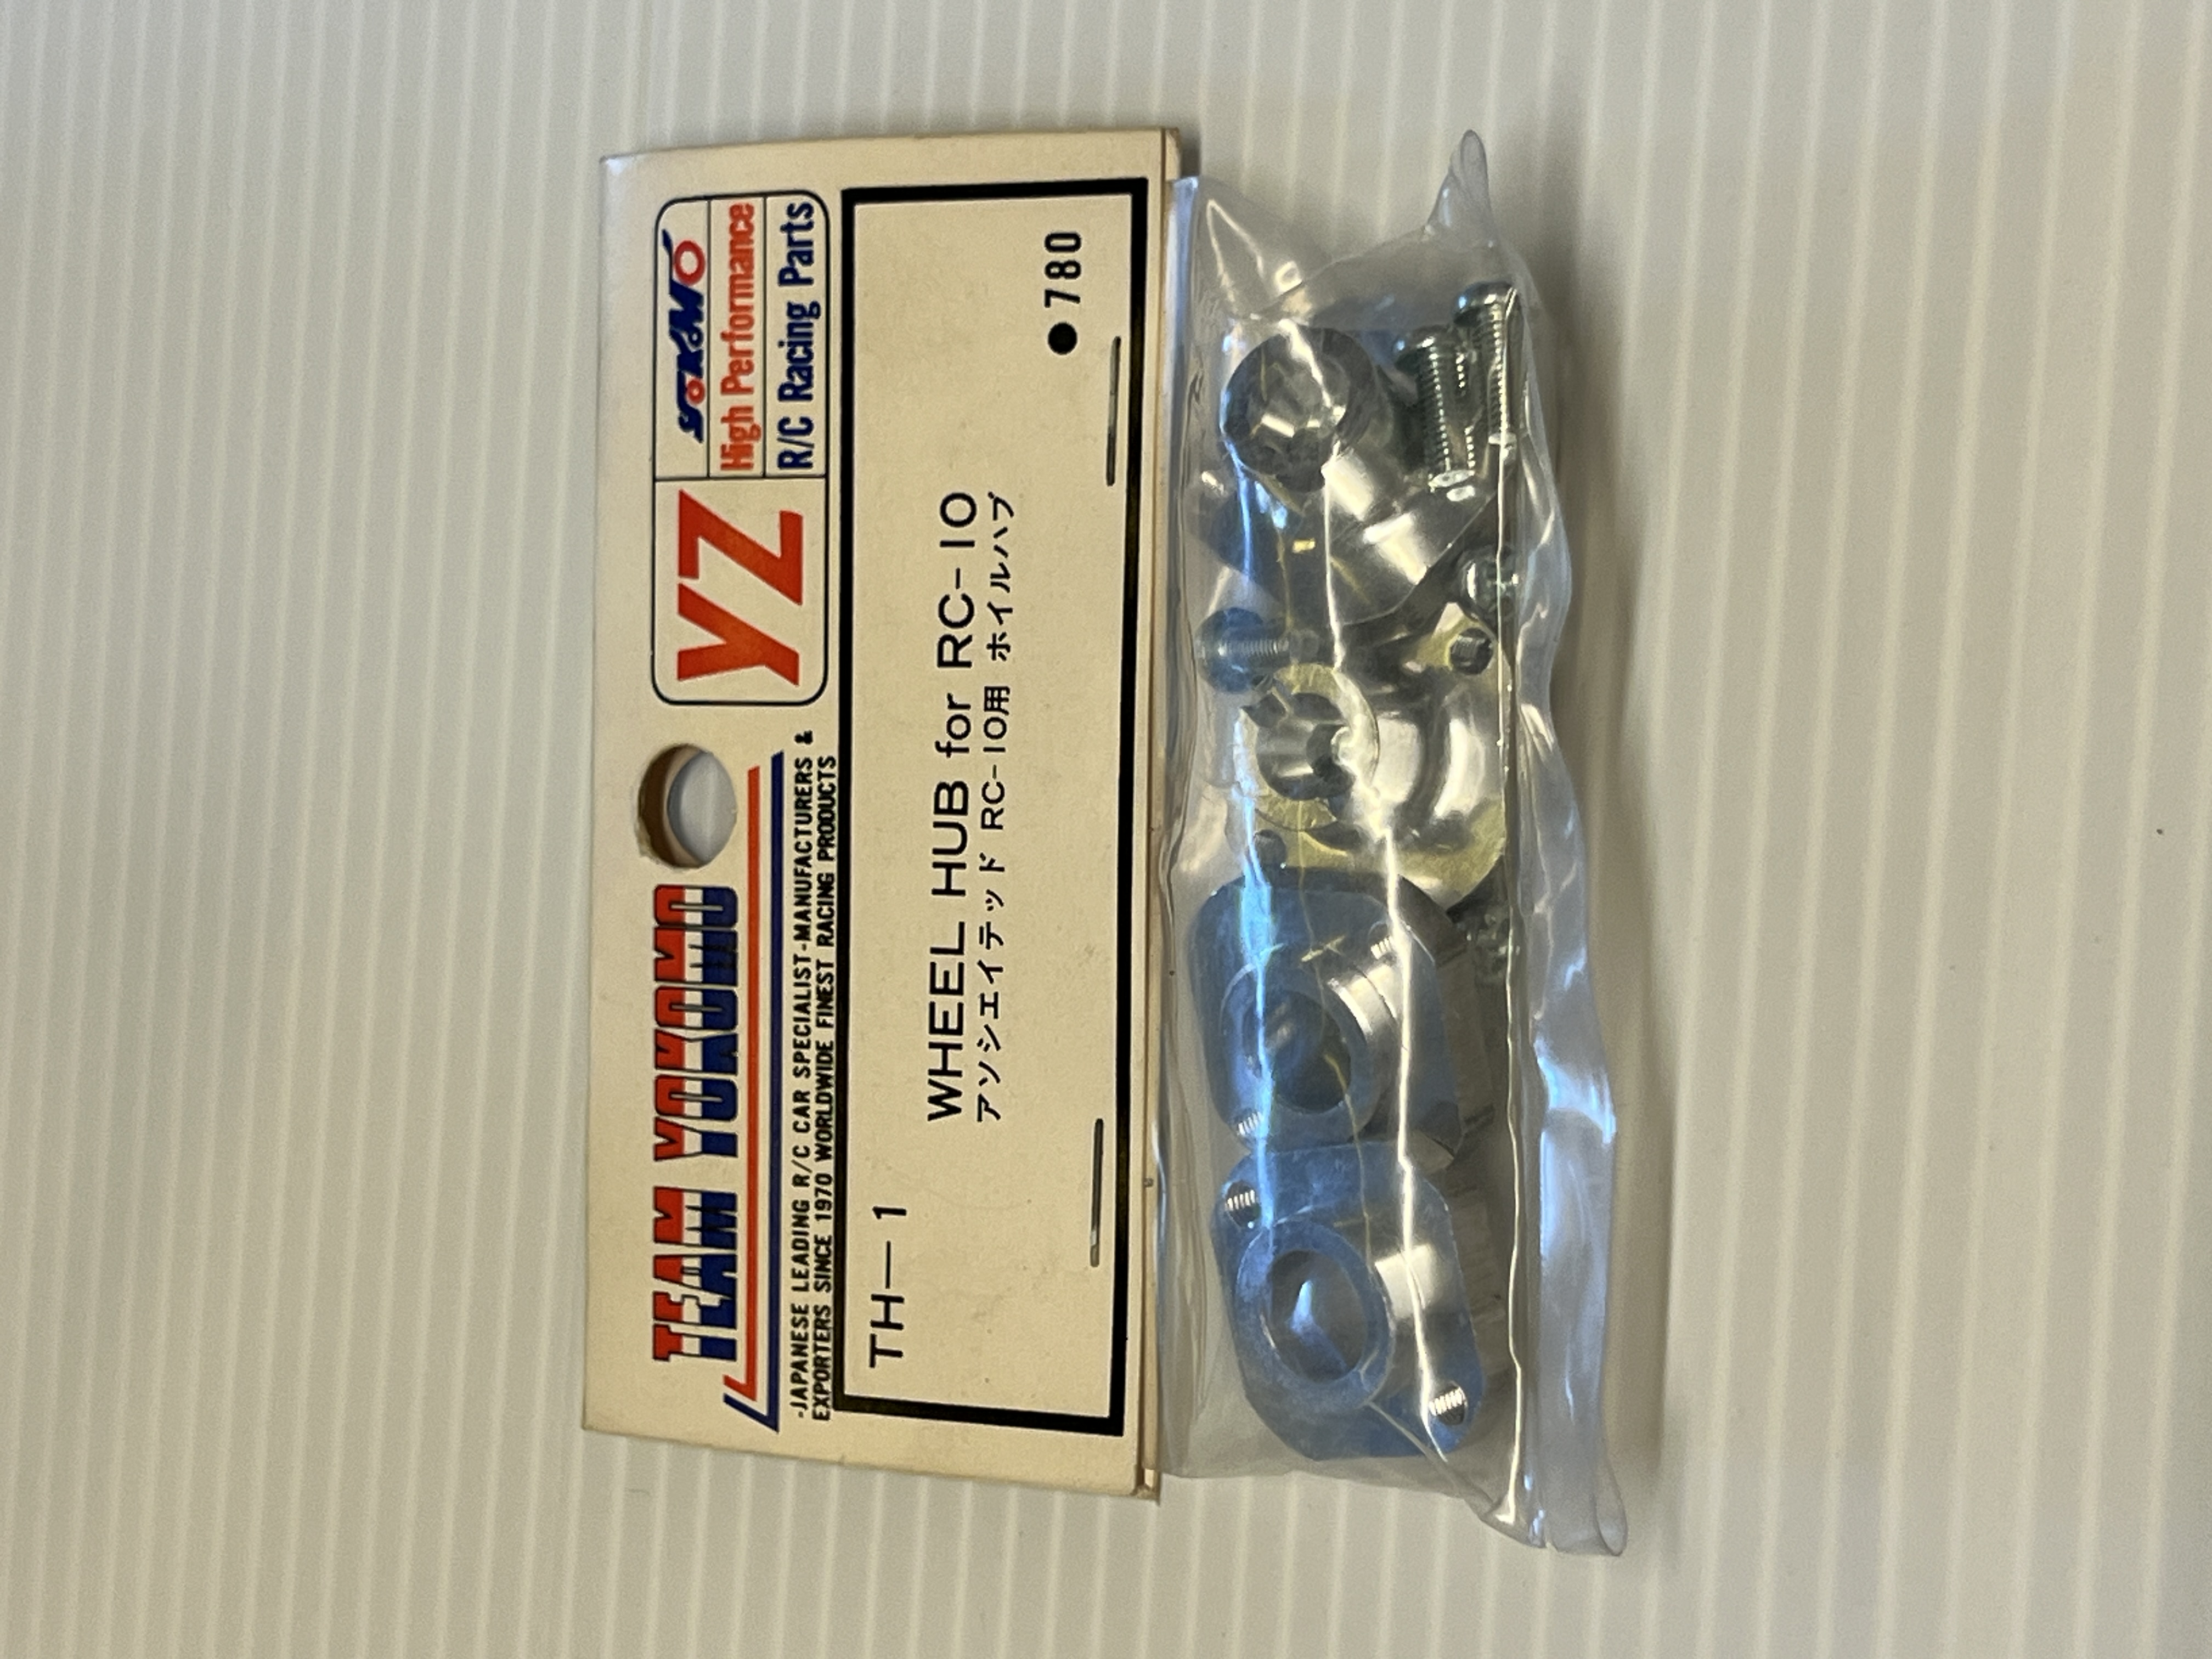 TEAM YOKOMO
-JAPANESE LEADING R/C CAR SPECIALIST-MANUFACTURERS &
EXPORTERS SINCE 1970 WORLDWIDE FINEST RACING PRODUCTS
YZ
YOKOMO
High Performance
R/C Racing Parts
TH-1
WHEEL HUB for RC-10
アソシエイテッド RC-10用 ホイルハブ
●780